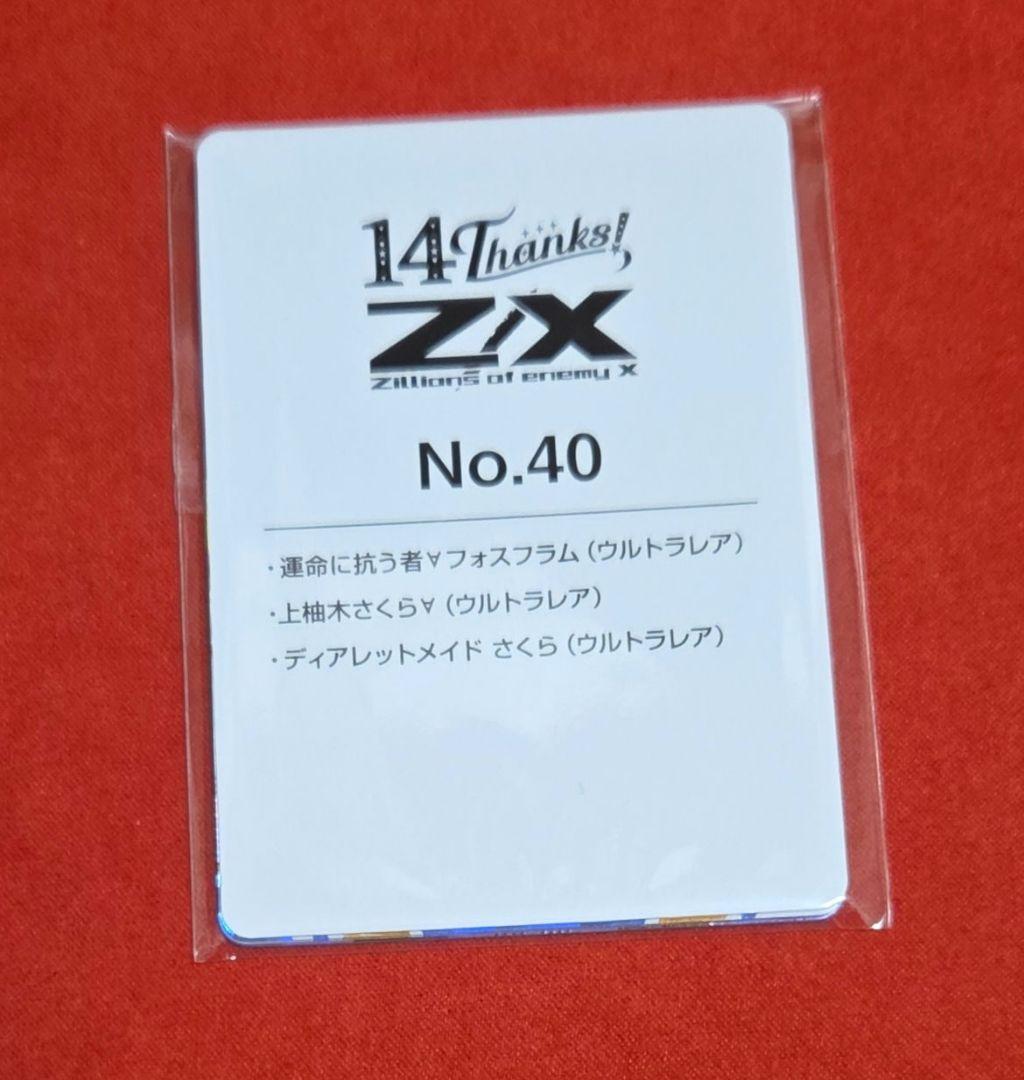 14 Thanks!
Z/X
Zillions of enemy X
No.40
・運命に抗う者∀フォスフラム（ウルトラレア）
・上柚木さくら∀（ウルトラレア）
・ディアレットメイド さくら（ウルトラレア）